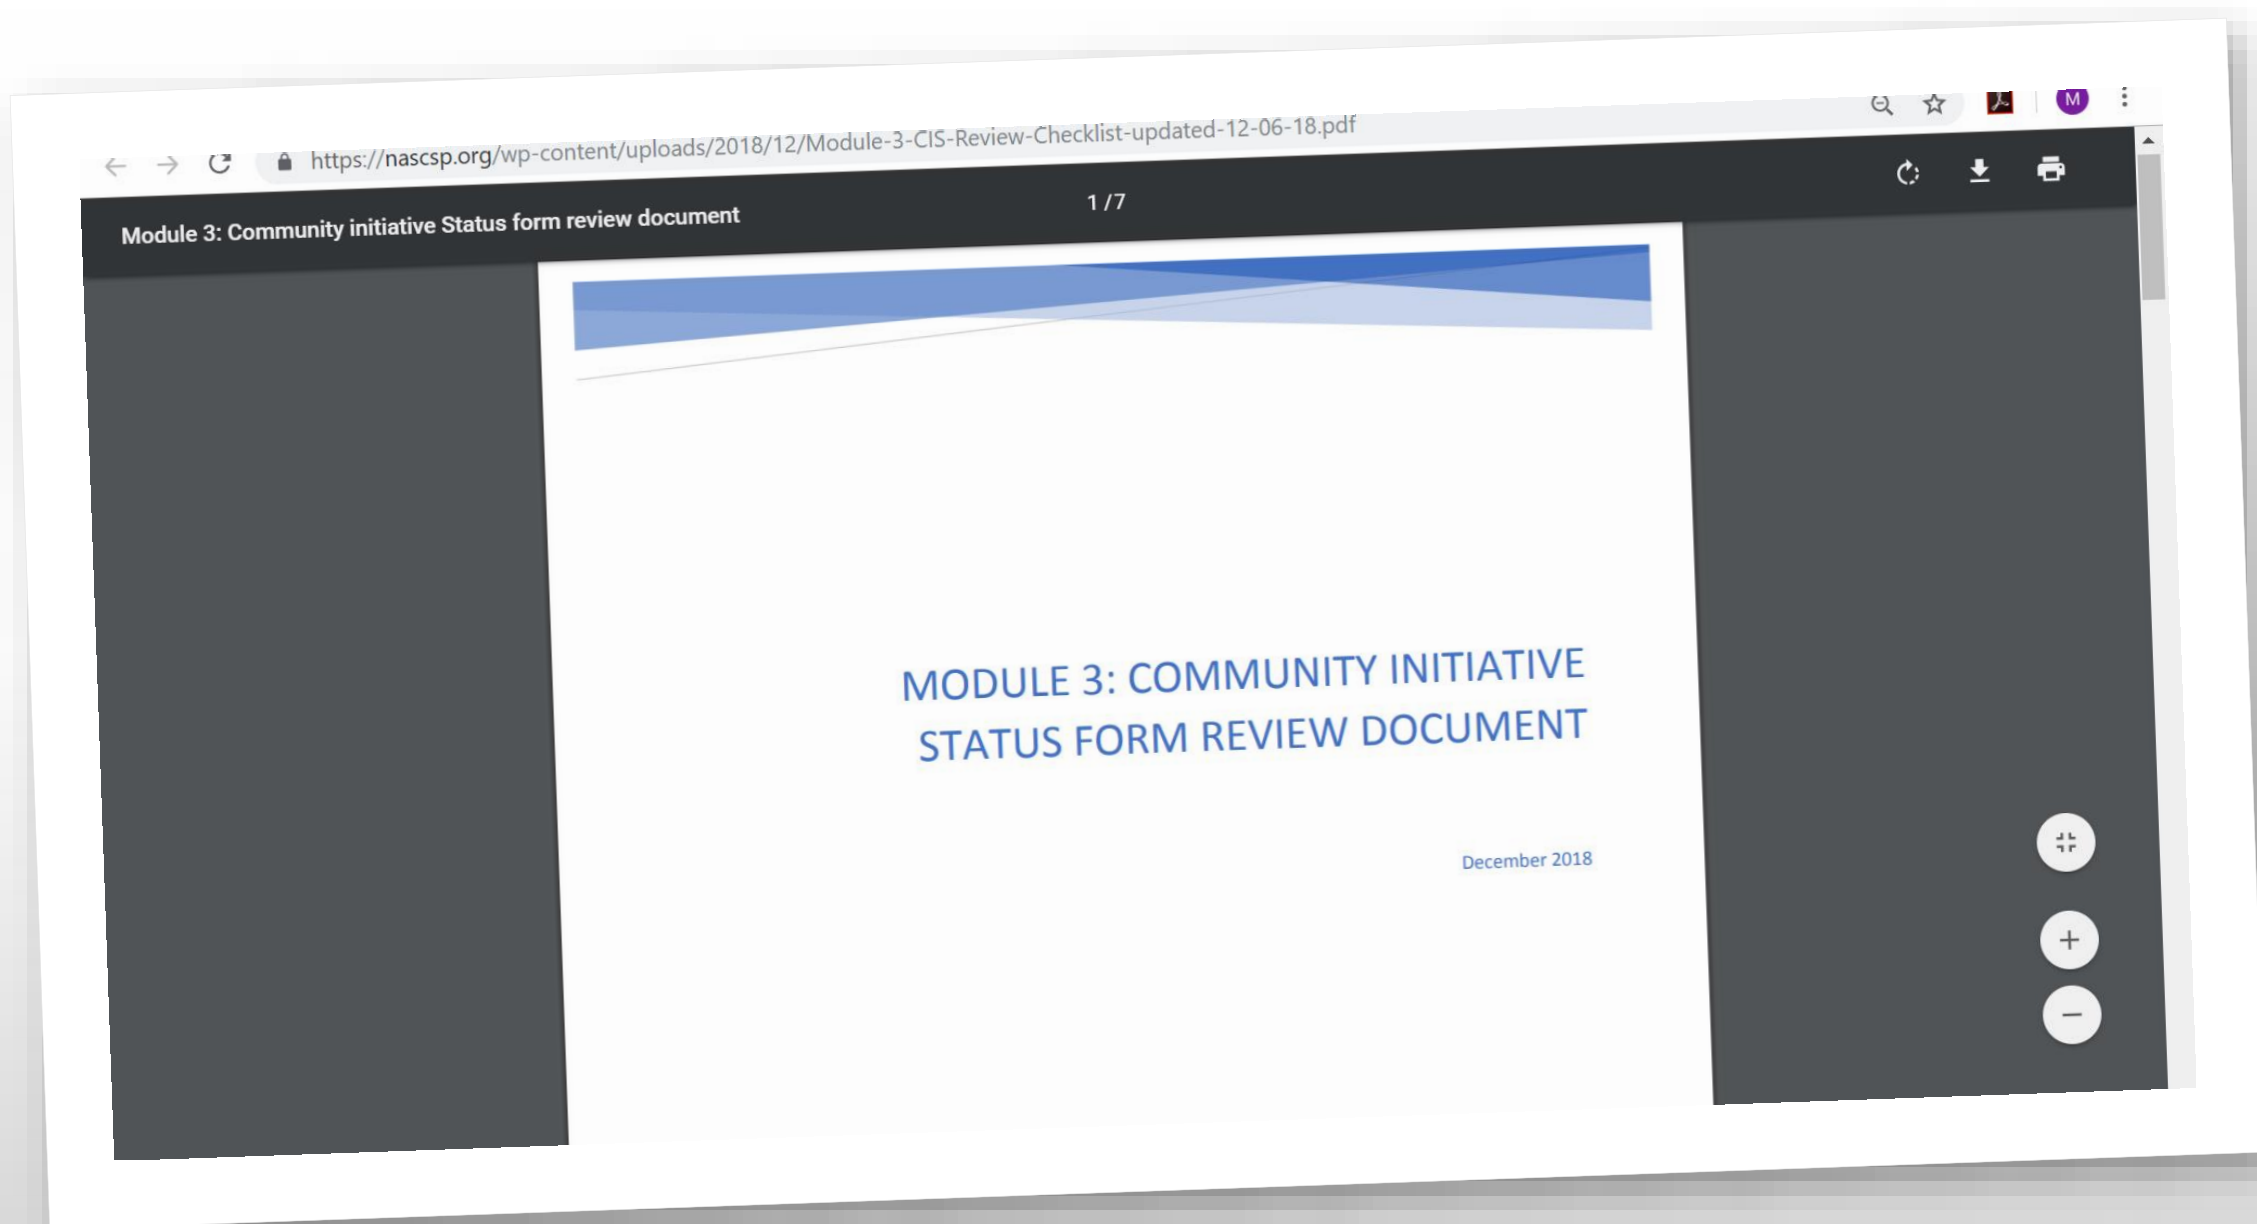 https://nascsp.org/wp-content/uploads/2018/12/Module-3-CIS-Review-Checklist-updated-12-06-18.pdf
M
Module 3: Community initiative Status form review document
1 / 7
MODULE 3: COMMUNITY INITIATIVE
STATUS FORM REVIEW DOCUMENT
December 2018